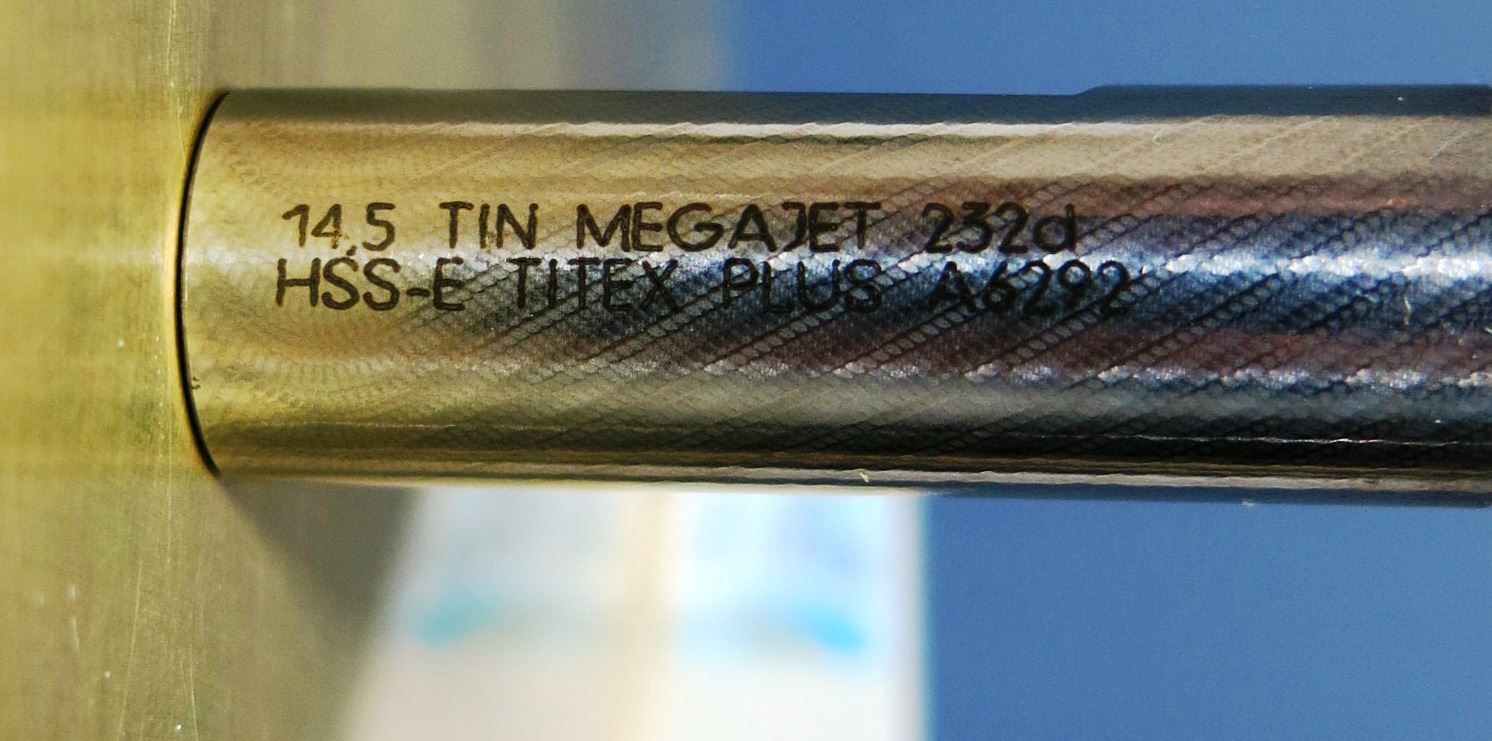 14.5 TIN MEGAJET 232d
HSS-E TITEX PLUS A6292